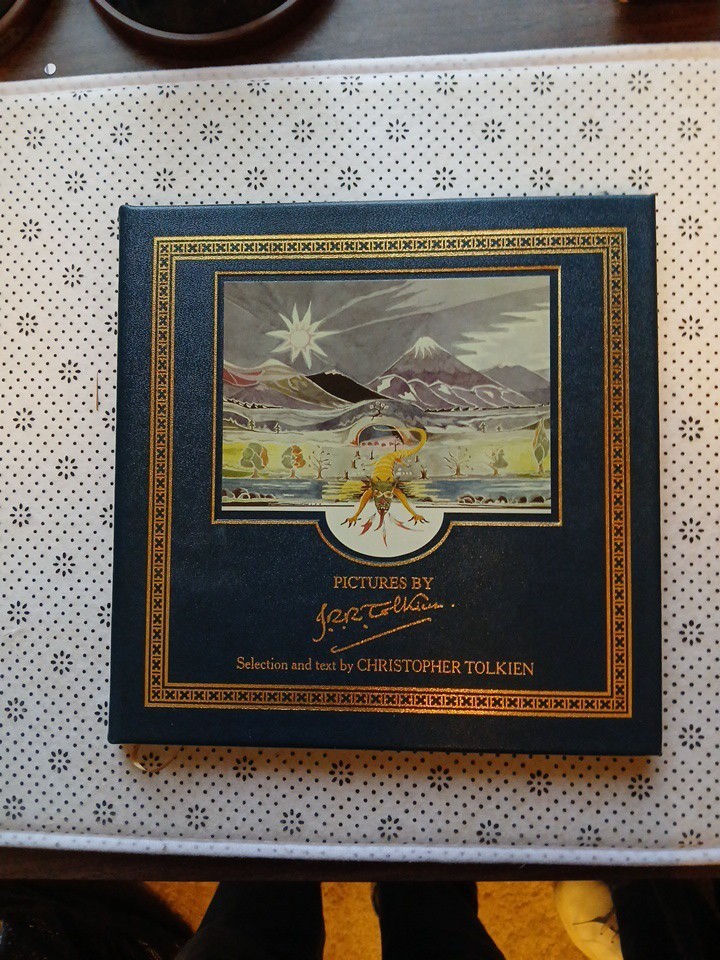 PICTURES BY
J.R.R. Tolkien.
Selection and text by CHRISTOPHER TOLKIEN